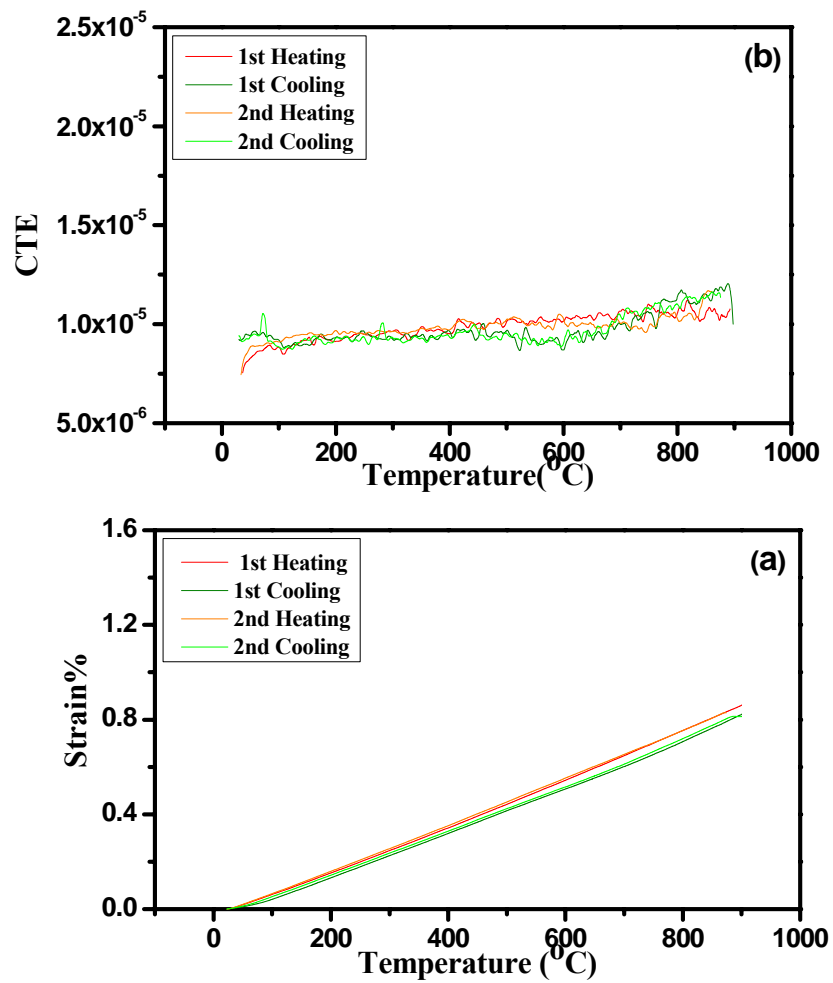 2.5x10⁻⁵
(b)
1st Heating
1st Cooling
2nd Heating
2nd Cooling
2.0x10⁻⁵
1.5x10⁻⁵
CTE
1.0x10⁻⁵
5.0x10⁻⁶
0 200 400 600 800 1000
Temperature(⁰C)
1.6
(a)
1st Heating
1st Cooling
2nd Heating
2nd Cooling
1.2
0.8
Strain%
0.4
0.0
0 200 400 600 800 1000
Temperature (⁰C)